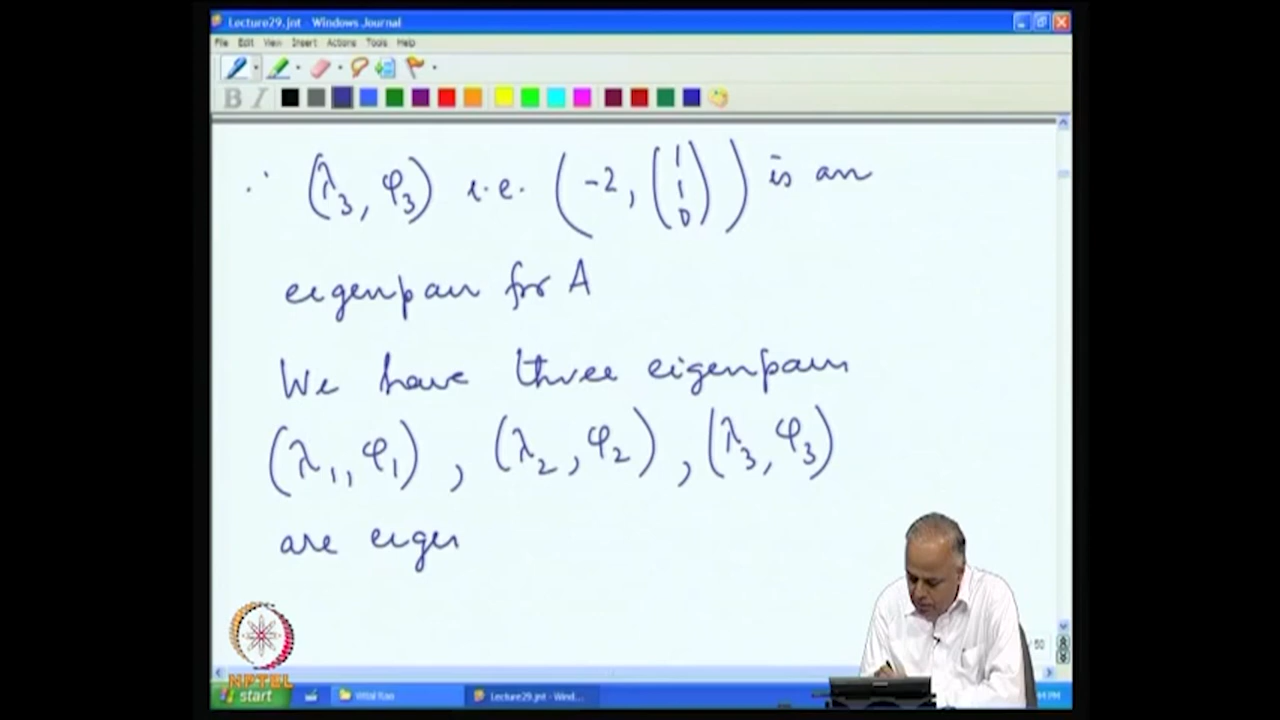 Lecture29.jnt - Windows Journal
File Edit View Insert Actions Tools Help
B I
∴ (λ₃, φ₃) i.e. (-2, (1 1 0)) is an
eigenpair for A
We have three eigenpairs
(λ₁, φ₁), (λ₂, φ₂), (λ₃, φ₃)
are eigen
NPTEL
start Lecture29.jnt - Wind...